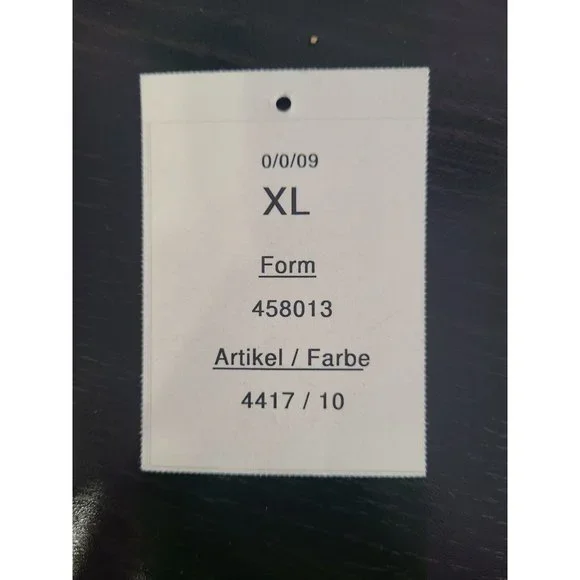 0/0/09
XL
Form
458013
Artikel / Farbe
4417 / 10